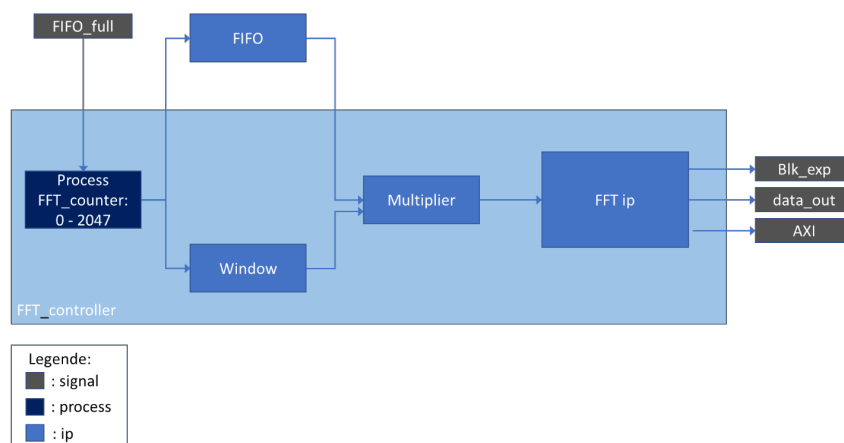 FIFO_full
FIFO
Process
FFT_counter:
0 - 2047
Multiplier
FFT ip
Blk_exp
data_out
AXI
Window
FFT_controller
Legende:
: signal
: process
: ip